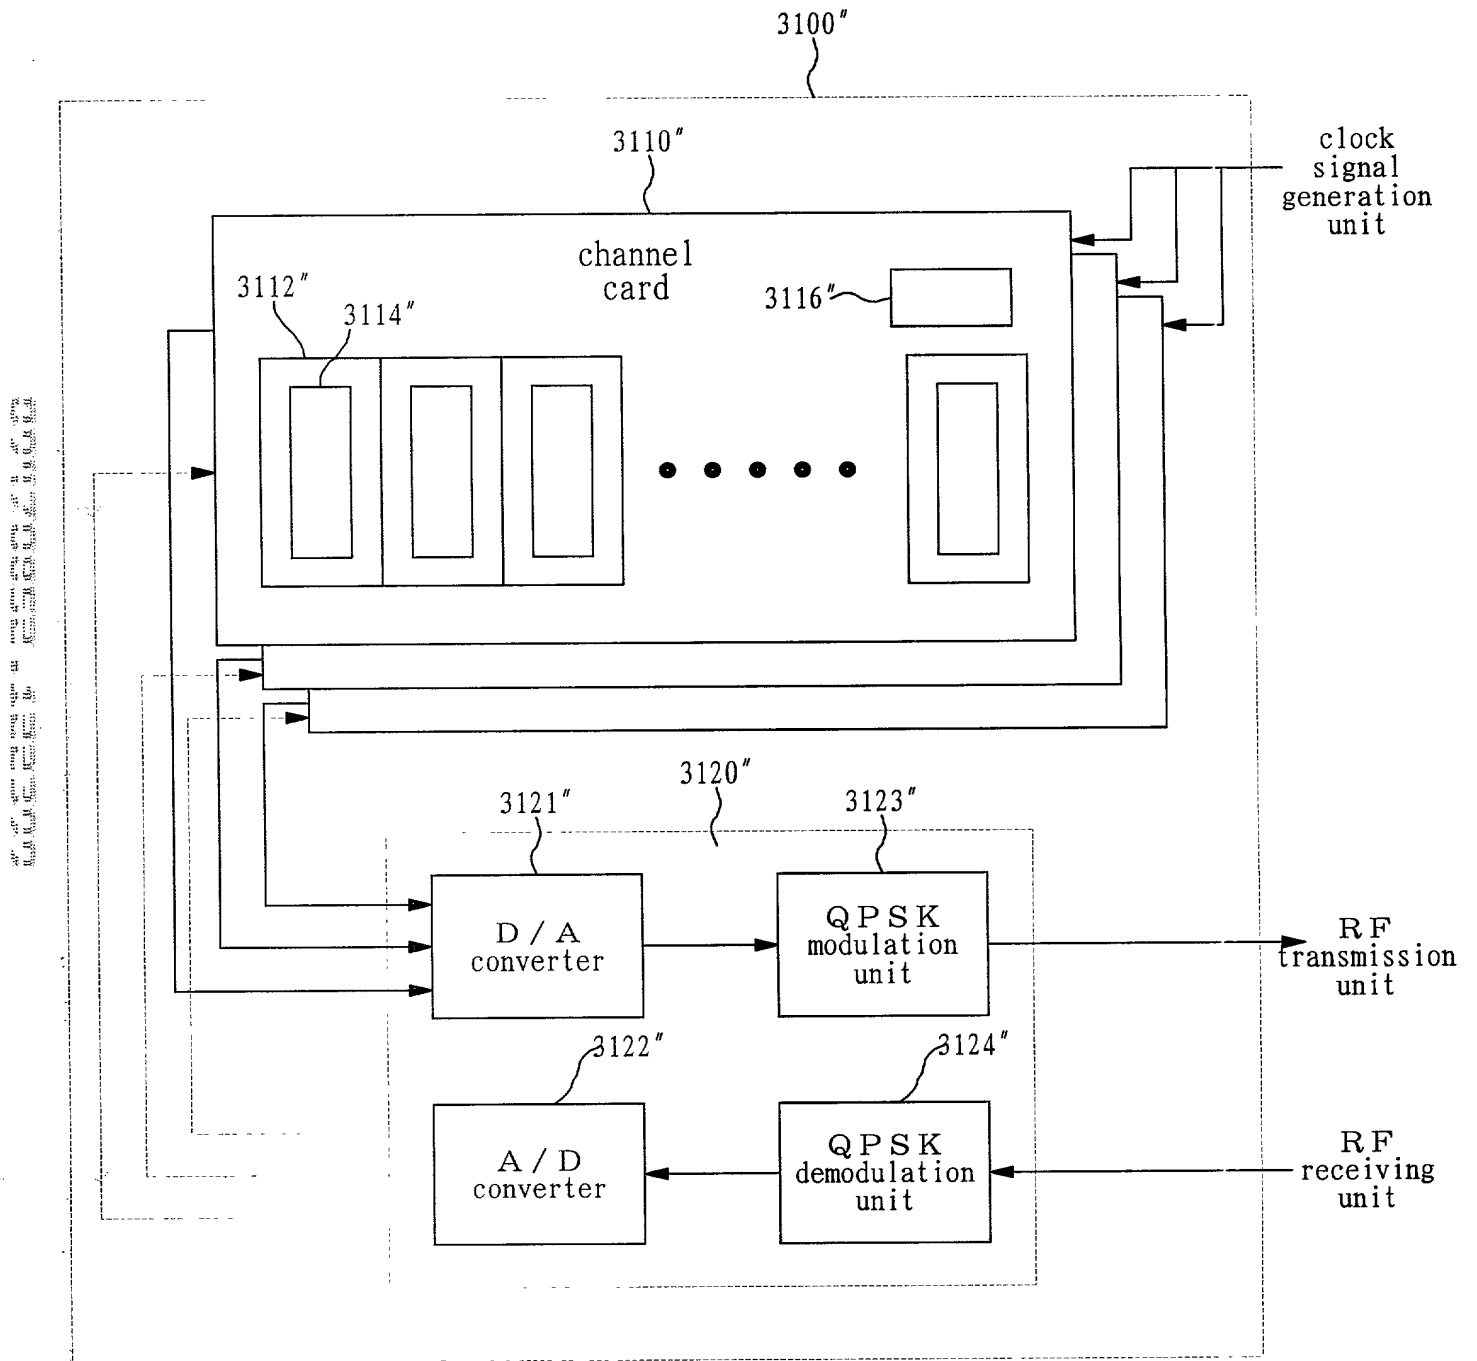 3100"
3110"
clock
signal
generation
unit
channel
card
3112"
3114"
3116"
3120"
3121"
3123"
D/A
converter
QPSK
modulation
unit
RF
transmission
unit
3122"
3124"
A/D
converter
QPSK
demodulation
unit
RF
receiving
unit